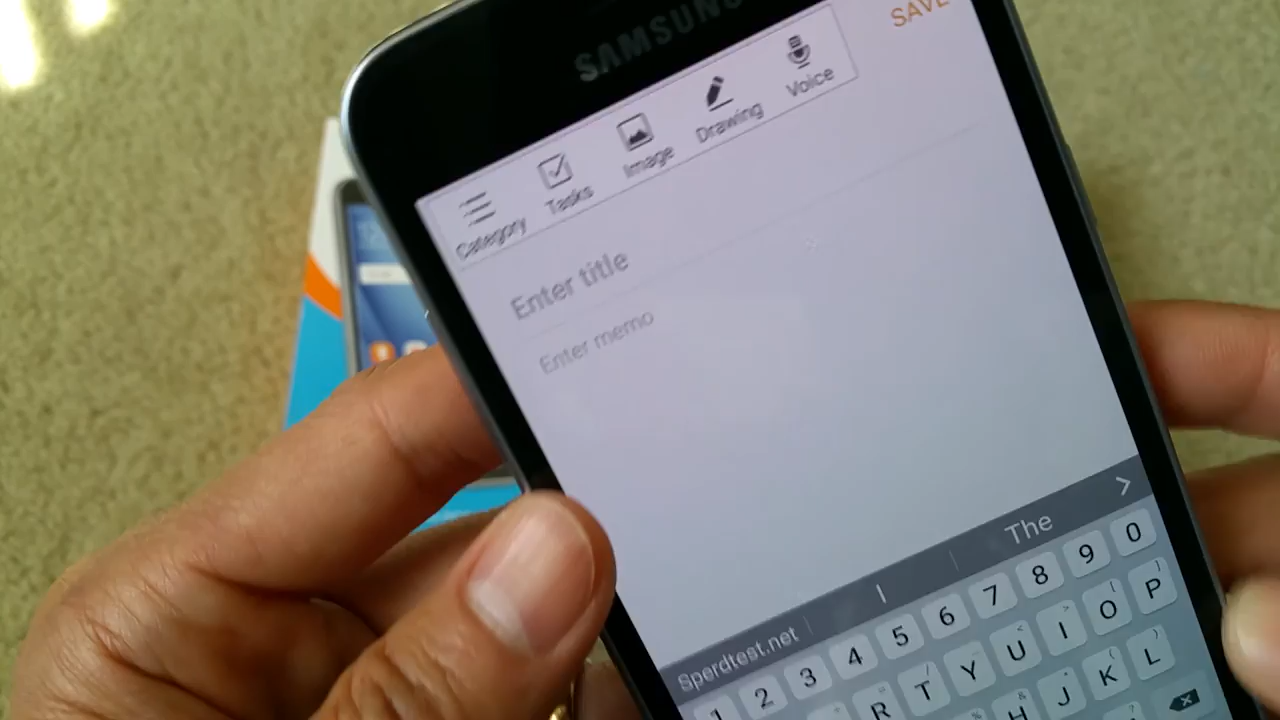 SAMSUNG
SAVE
Category Tasks Image Drawing Voice
Enter title
Enter memo
Sperdtest.net I The >
1 2 3 4 5 6 7 8 9 0
R T Y U I O P
H J K L